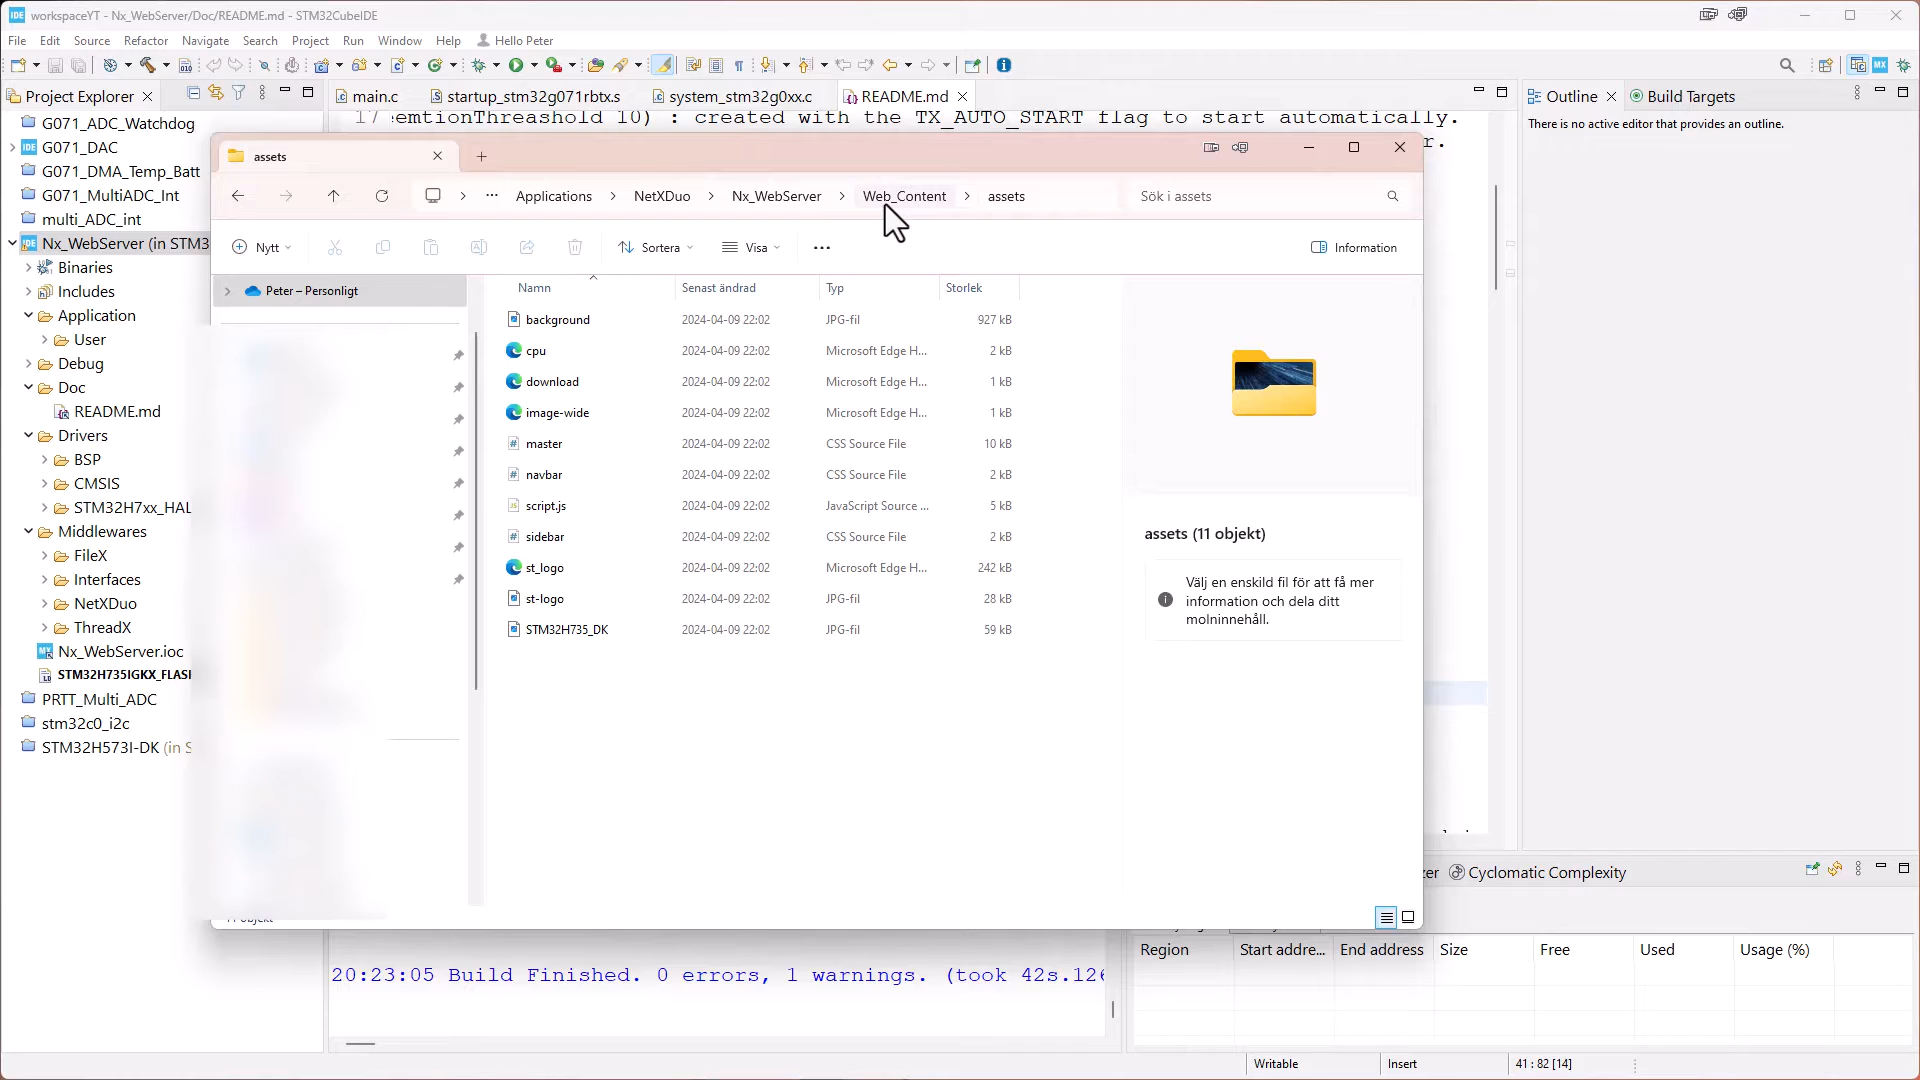 workspaceYT - Nx_WebServer/Doc/README.md - STM32CubeIDE
File Edit Source Refactor Navigate Search Project Run Window Help Hello Peter
Project Explorer
main.c startup_stm32g071rbtx.s system_stm32g0xx.c README.md
Outline Build Targets
There is no active editor that provides an outline.
17 emtionThreshold 10) : created with the TX_AUTO_START flag to start automatically.
G071_ADC_Watchdog
G071_DAC
G071_DMA_Temp_Batt
G071_MultiADC_Int
multi_ADC_int
Nx_WebServer (in STM3
Binaries
Includes
Application
User
Debug
Doc
README.md
Drivers
BSP
CMSIS
STM32H7xx_HAL
Middlewares
FileX
Interfaces
NetXDuo
ThreadX
Nx_WebServer.ioc
STM32H735IGKX_FLASH
PRTT_Multi_ADC
stm32c0_i2c
STM32H573I-DK (in S
assets
Applications NetXDuo Nx_WebServer Web_Content assets Sök i assets
Nytt Sortera Visa Information
Peter – Personligt
Namn Senast ändrad Typ Storlek
background 2024-04-09 22:02 JPG-fil 927 kB
cpu 2024-04-09 22:02 Microsoft Edge H... 2 kB
download 2024-04-09 22:02 Microsoft Edge H... 1 kB
image-wide 2024-04-09 22:02 Microsoft Edge H... 1 kB
master 2024-04-09 22:02 CSS Source File 10 kB
navbar 2024-04-09 22:02 CSS Source File 2 kB
script.js 2024-04-09 22:02 JavaScript Source ... 5 kB
sidebar 2024-04-09 22:02 CSS Source File 2 kB
st_logo 2024-04-09 22:02 Microsoft Edge H... 242 kB
st-logo 2024-04-09 22:02 JPG-fil 28 kB
STM32H735_DK 2024-04-09 22:02 JPG-fil 59 kB
assets (11 objekt)
Välj en enskild fil för att få mer
information och dela ditt
molninnehåll.
11 objekt
Cyclomatic Complexity
Region Start addre... End address Size Free Used Usage (%)
20:23:05 Build Finished. 0 errors, 1 warnings. (took 42s.126
Writable Insert 41 : 82 [14]